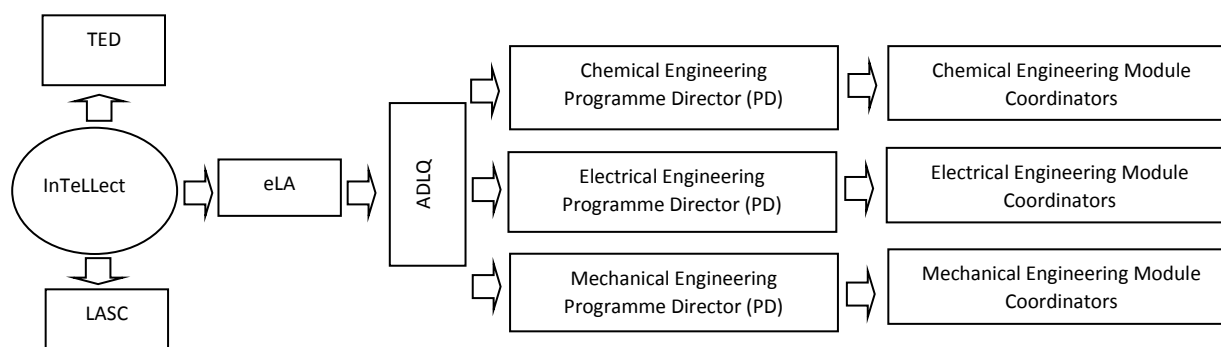 TED
InTeLLect
LASC
eLA
ADLQ
Chemical Engineering
Programme Director (PD)
Electrical Engineering
Programme Director (PD)
Mechanical Engineering
Programme Director (PD)
Chemical Engineering Module
Coordinators
Electrical Engineering Module
Coordinators
Mechanical Engineering Module
Coordinators